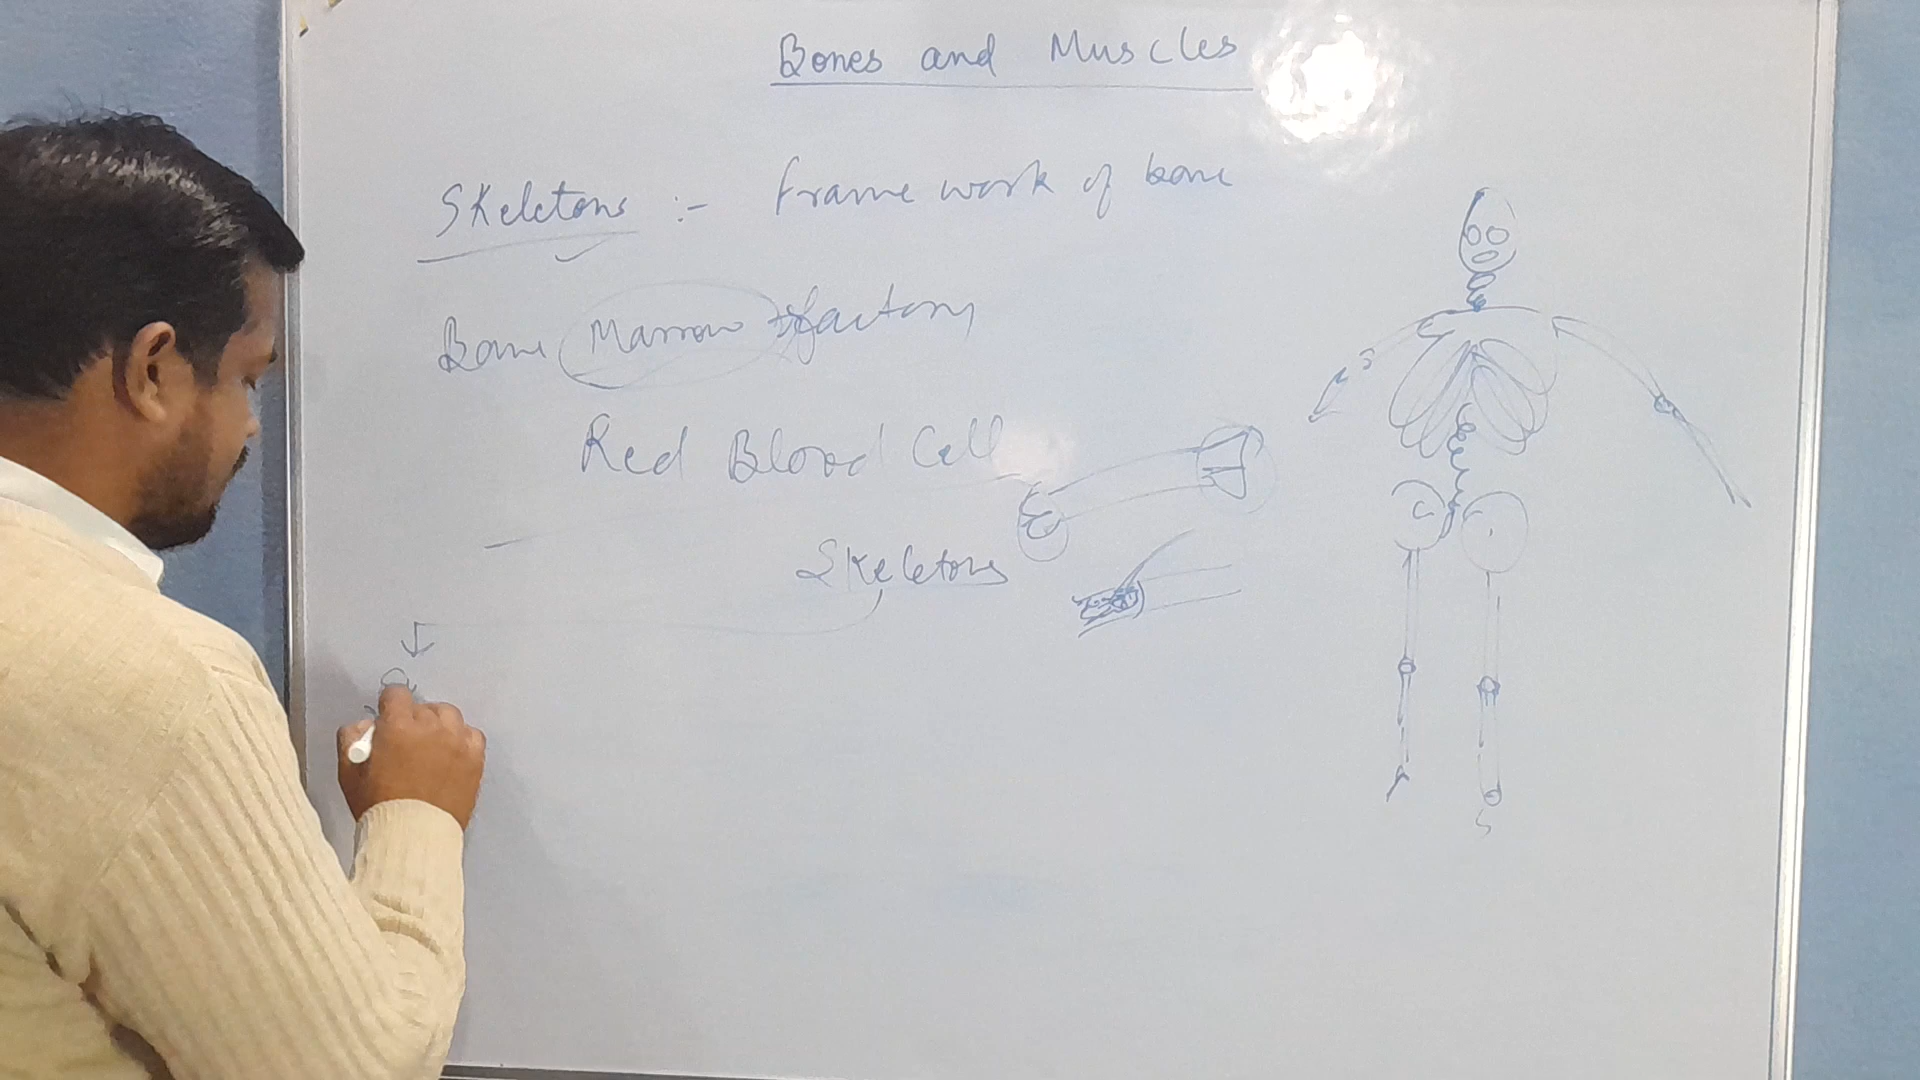 Bones and Muscles
Skeletons :- frame work of bone
Bone Marrow factory
Red Blood Cell
Skeletons